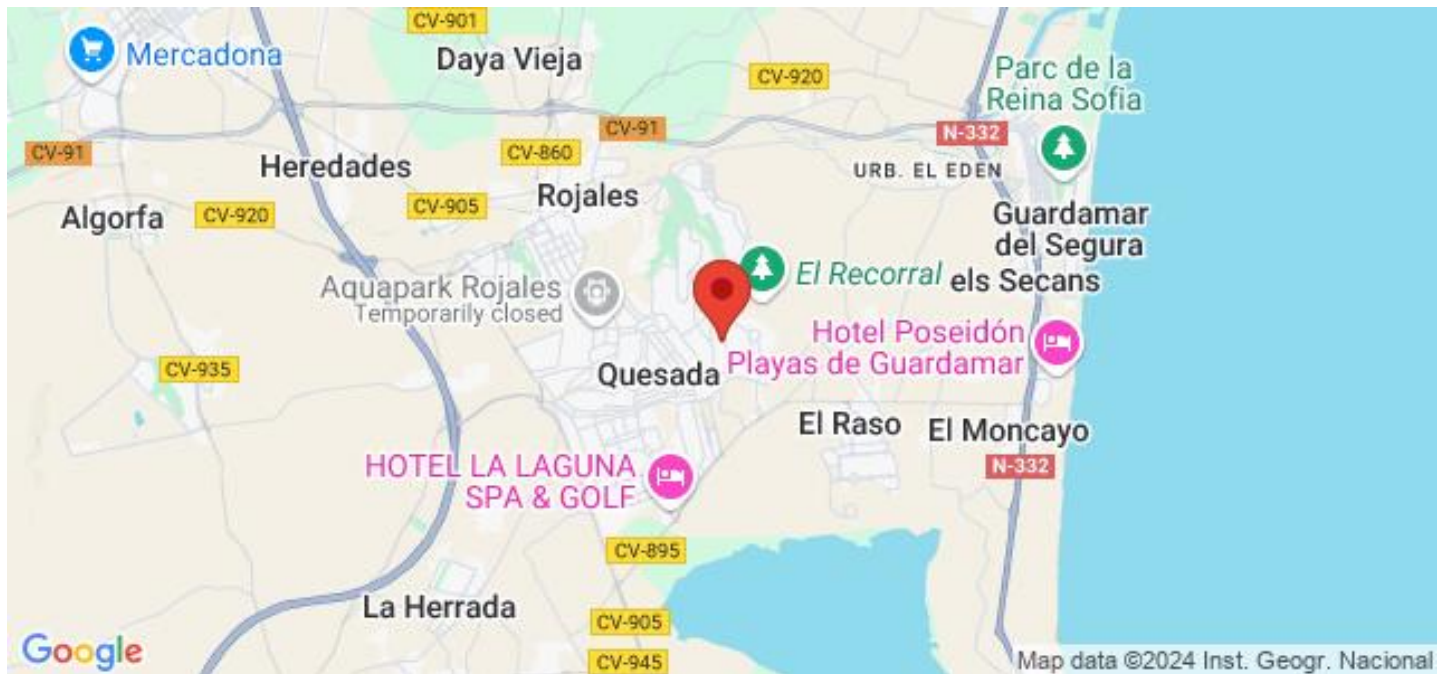 CV-901
Mercadona
Daya Vieja
CV-920
Parc de la
Reina Sofia
CV-91
N-332
CV-91
CV-860
Heredades
URB. EL EDEN
Rojales
CV-905
Algorfa
CV-920
Guardamar
del Segura
Aquapark Rojales
Temporarily closed
El Recorral
els Secans
Hotel Poseidón
Playas de Guardamar
CV-935
Quesada
El Raso
El Moncayo
HOTEL LA LAGUNA
SPA & GOLF
N-332
CV-895
La Herrada
CV-905
Google
CV-945
Map data ©2024 Inst. Geogr. Nacional